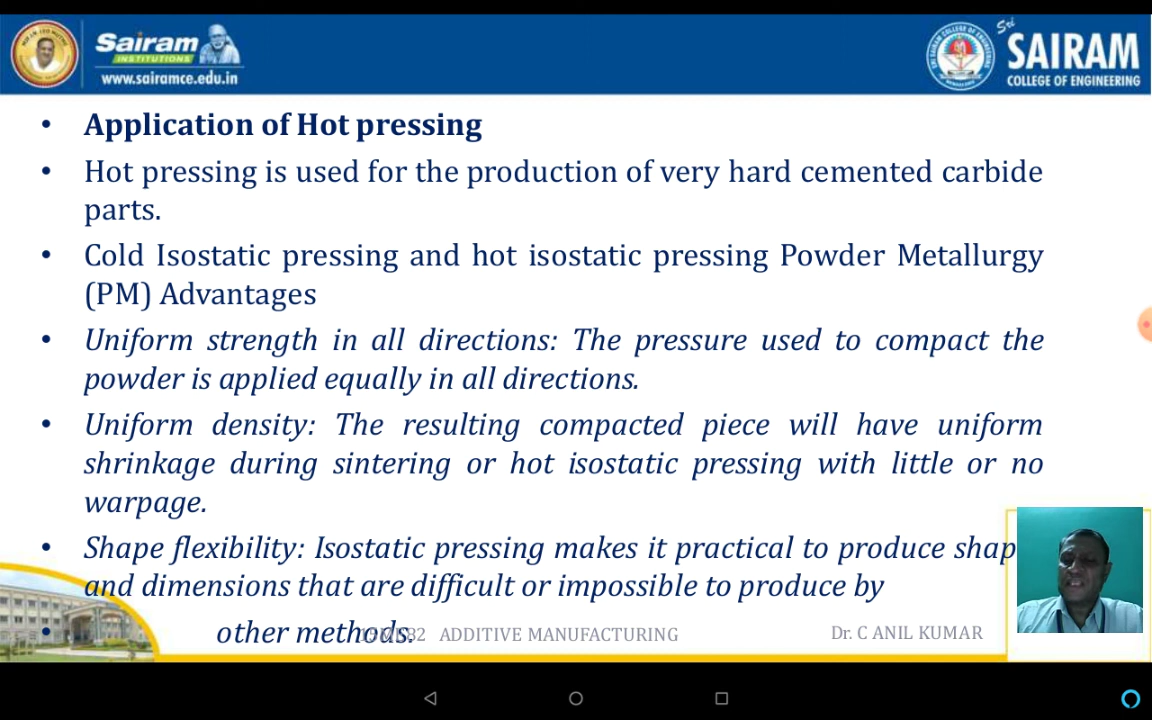 Sairam
INSTITUTIONS
www.sairamce.edu.in
Sri
SAIRAM
COLLEGE OF ENGINEERING
• Application of Hot pressing
• Hot pressing is used for the production of very hard cemented carbide
parts.
• Cold Isostatic pressing and hot isostatic pressing Powder Metallurgy
(PM) Advantages
• Uniform strength in all directions: The pressure used to compact the
powder is applied equally in all directions.
• Uniform density: The resulting compacted piece will have uniform
shrinkage during sintering or hot isostatic pressing with little or no
warpage.
• Shape flexibility: Isostatic pressing makes it practical to produce
and dimensions that are difficult or impossible to produce by
• other methods.
ADDITIVE MANUFACTURING
Dr. C ANIL KUMAR